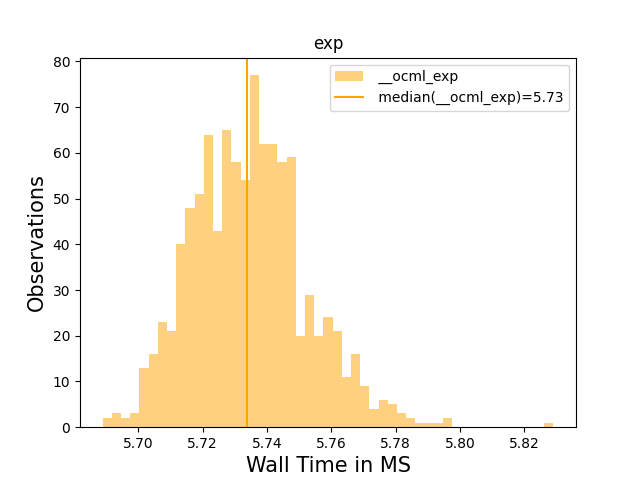 exp
__ocml_exp
median(__ocml_exp)=5.73
Observations
80
70
60
50
40
30
20
10
0
5.70 5.72 5.74 5.76 5.78 5.80 5.82
Wall Time in MS